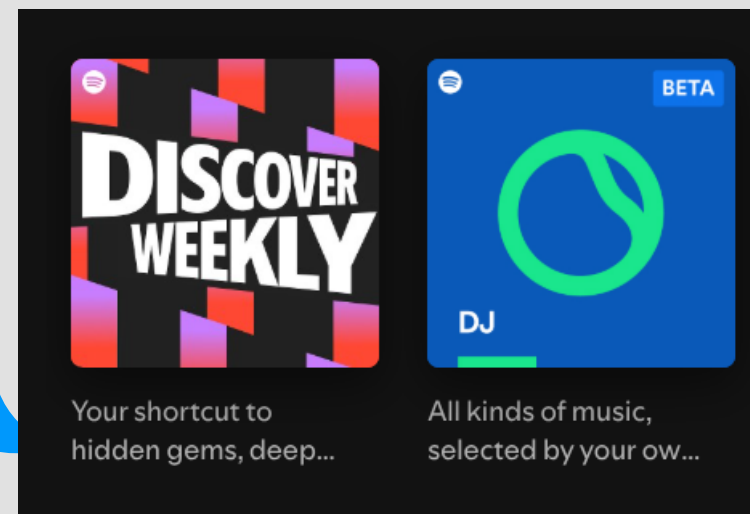 DISCOVER
WEEKLY
Your shortcut to
hidden gems, deep...
BETA
DJ
All kinds of music,
selected by your ow...